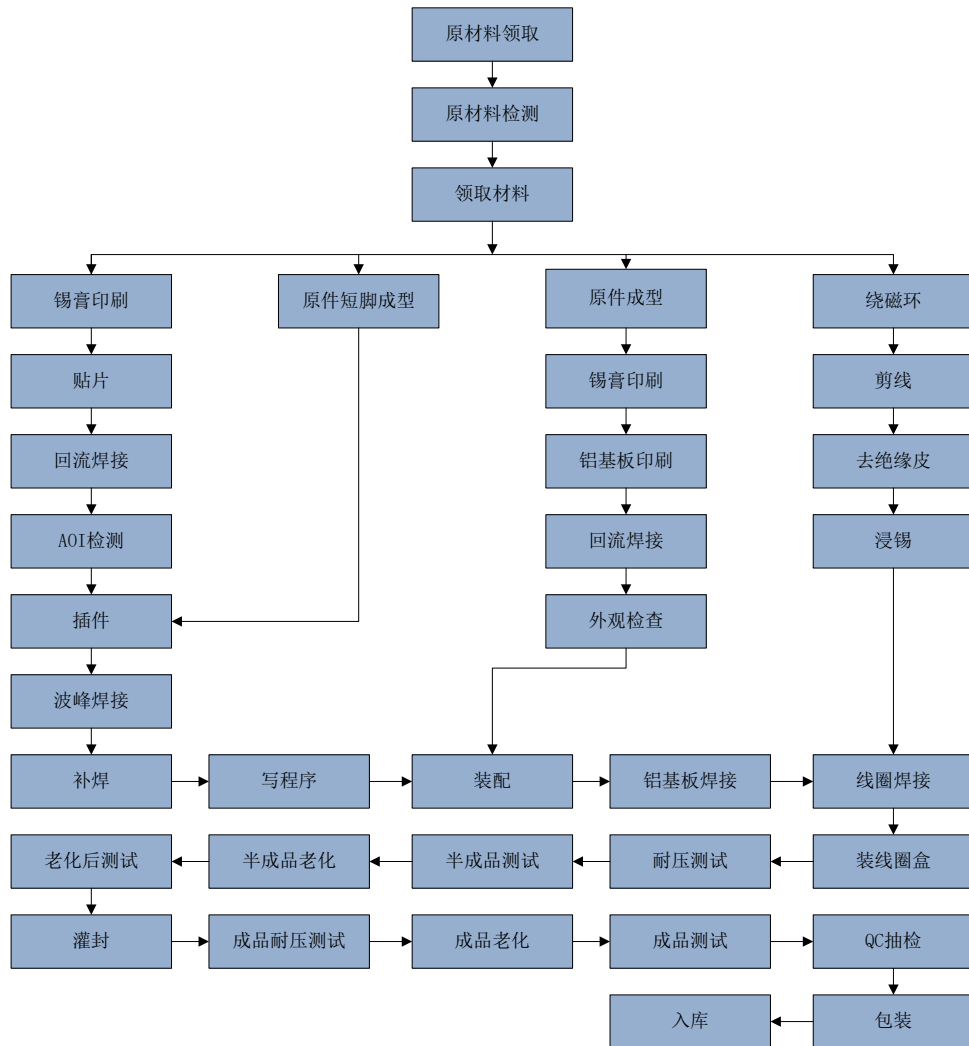 原材料领取
原材料检测
领取材料
锡膏印刷
原件短脚成型
原件成型
绕磁环
贴片
锡膏印刷
剪线
回流焊接
铝基板印刷
去绝缘皮
AOI检测
回流焊接
浸锡
插件
外观检查
波峰焊接
补焊
写程序
装配
铝基板焊接
线圈焊接
老化后测试
半成品老化
半成品测试
耐压测试
装线圈盒
灌封
成品耐压测试
成品老化
成品测试
QC抽检
入库
包装